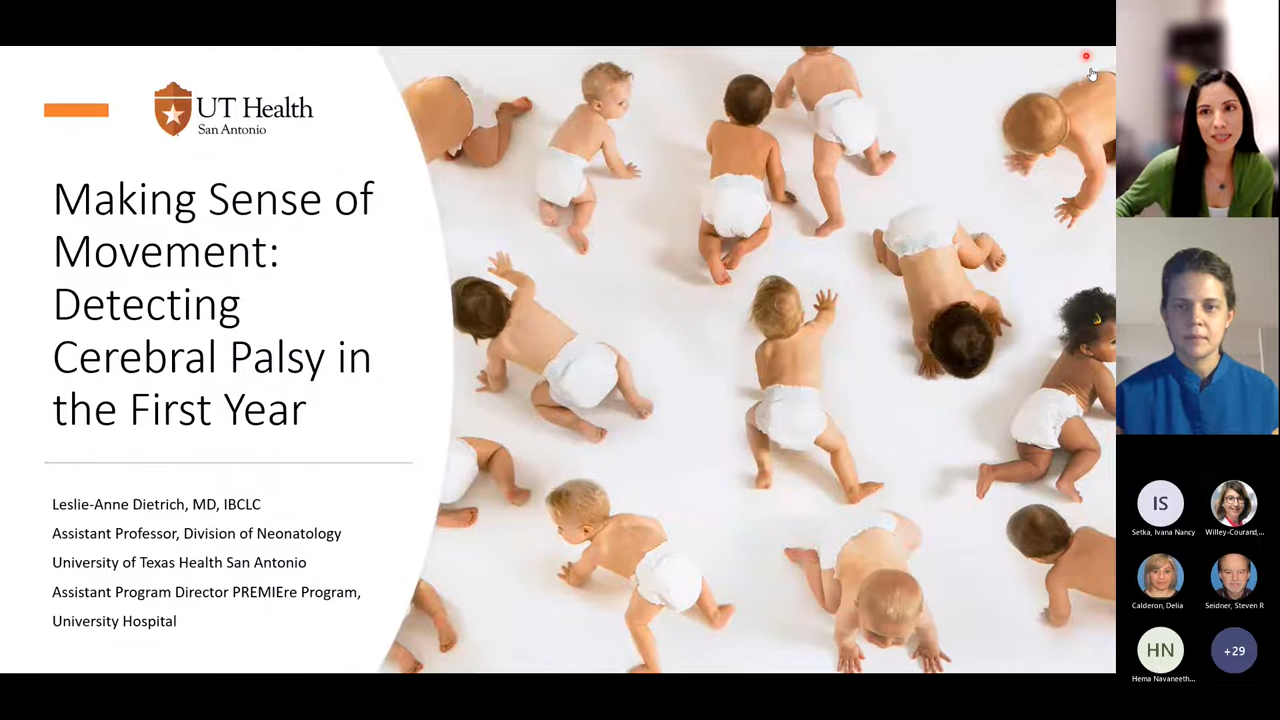 UT Health
San Antonio
Making Sense of
Movement:
Detecting
Cerebral Palsy in
the First Year
Leslie-Anne Dietrich, MD, IBCLC
Assistant Professor, Division of Neonatology
University of Texas Health San Antonio
Assistant Program Director PREMIEre Program,
University Hospital
IS
Setka, Ivana Nancy
Willey-Courand,...
Calderon, Delia
Seidner, Steven R
HN
+29
Hema Navaneeth...